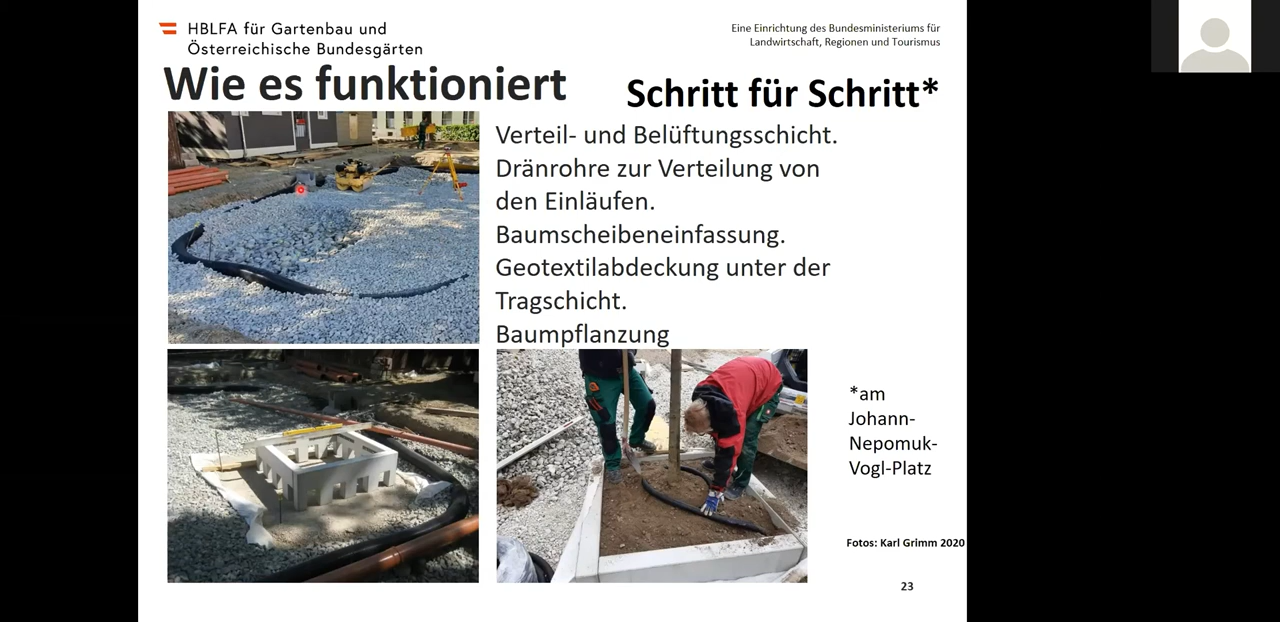 HBLFA für Gartenbau und
Österreichische Bundesgärten
Eine Einrichtung des Bundesministeriums für
Landwirtschaft, Regionen und Tourismus
Wie es funktioniert
Schritt für Schritt*
Verteil- und Belüftungsschicht.
Dränrohre zur Verteilung von
den Einläufen.
Baumscheibeneinfassung.
Geotextilabdeckung unter der
Tragschicht.
Baumpflanzung
*am
Johann-
Nepomuk-
Vogl-Platz
Fotos: Karl Grimm 2020
23